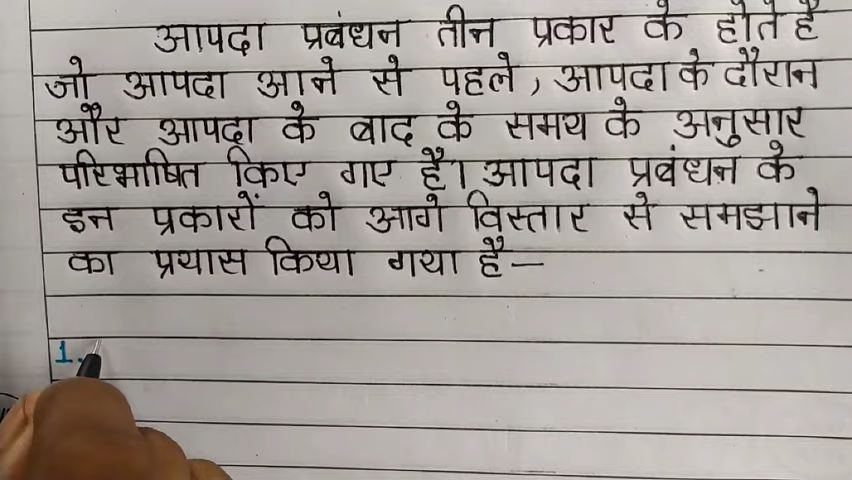 आपदा प्रबंधन तीन प्रकार के होते है
जो आपदा आने से पहले, आपदा के दौरान
और आपदा के बाद के समय के अनुसार
परिभाषित किए गए है। आपदा प्रबंधन के
इन प्रकारों को आगे विस्तार से समझाने
का प्रयास किया गया है—
1.